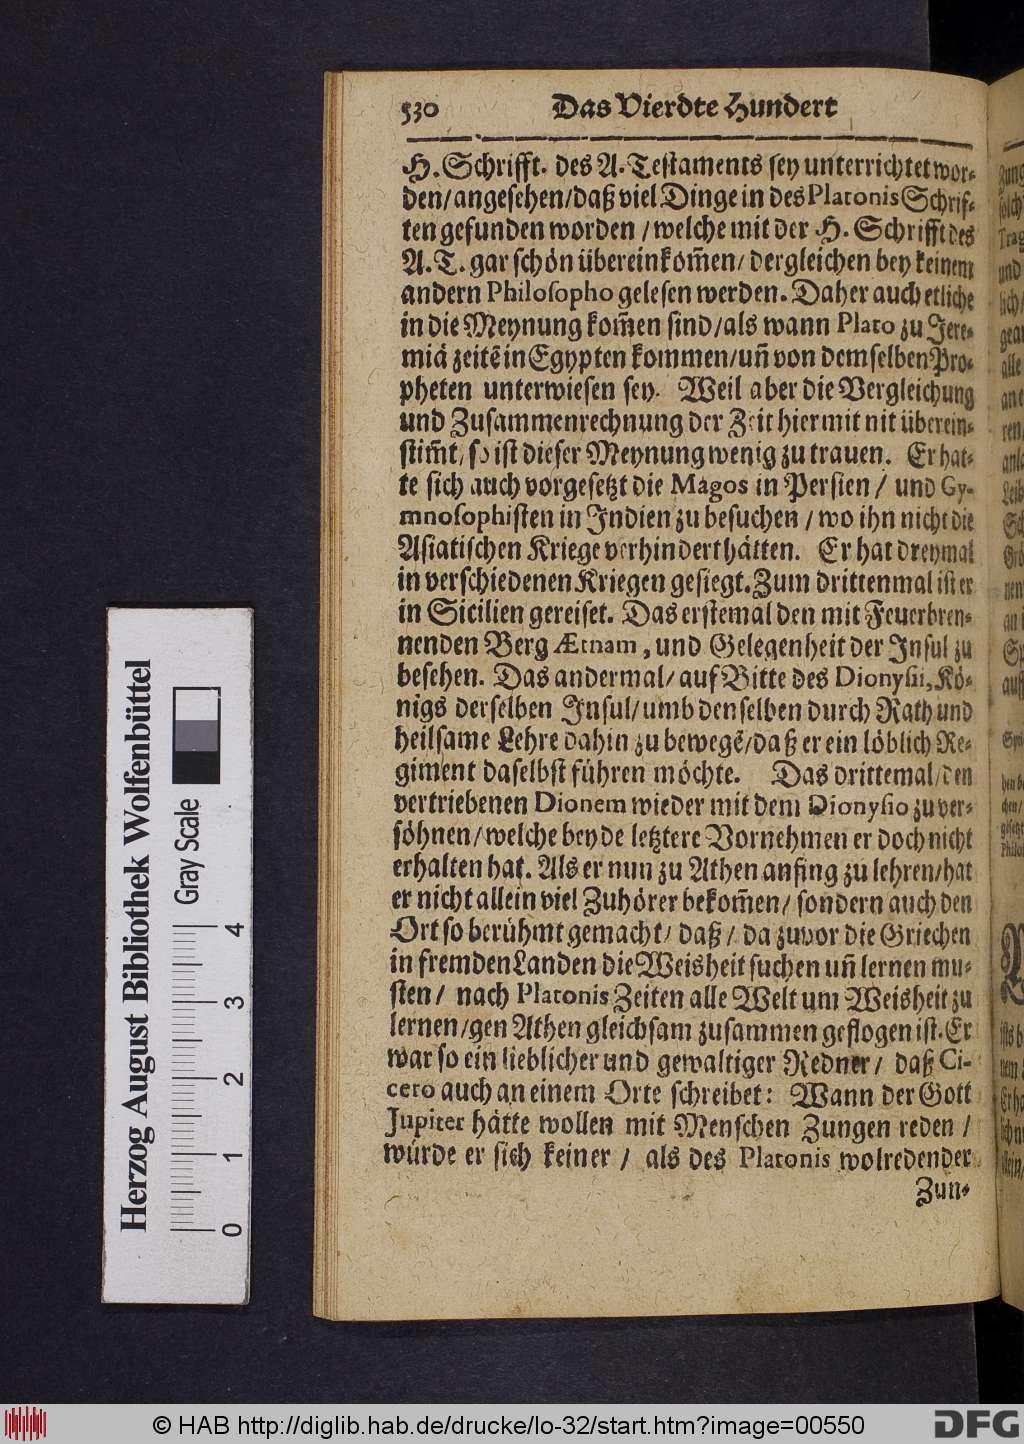 530 Das Vierdte Hundert
H. Schrifft. des A. Testaments sey unterrichtet wor-
den/ angesehen/ daß viel Dinge in des Platonis Schrif-
ten gefunden worden / welche mit der H. Schrifft des
A. T. gar schön übereinkom̃en/ dergleichen bey keinem
andern Philosopho gelesen werden. Daher auch etliche
in die Meynung kom̃en sind/ als wann Plato zu Jere-
miä zeitẽ in Egypten kommen/ uñ von demselben Pro-
pheten unterwiesen sey. Weil aber die Vergleichung
und Zusammenrechnung der Zeit hiermit nit überein-
stim̃t/ so ist dieser Meynung wenig zu trauen. Er hat-
te sich auch vorgesetzt die Magos in Persien / und Gy-
mnosophisten in Indien zu besuchen / wo ihn nicht die
Asiatischen Kriege verhindert hätten. Er hat dreymal
in verschiedenen Kriegen gesiegt. Zum drittenmal ist er
in Sicilien gereiset. Das erstemal den mit Feuerbren-
nenden Berg Ætnam, und Gelegenheit der Insul zu
besehen. Das andermal/ auf Bitte des Dionysii, Kö-
nigs derselben Insul/ umb denselben durch Rath und
heilsame Lehre dahin zu bewegẽ/ daß er ein löblich Re-
giment daselbst führen möchte. Das drittemal/ den
vertriebenen Dionem wieder mit dem Dionysio zu ver-
söhnen/ welche beyde letztere Vornehmen er doch nicht
erhalten hat. Als er nun zu Athen anfing zu lehren/ hat
er nicht allein viel Zuhörer bekom̃en/ sondern auch den
Ort so berühmt gemacht/ daß/ da zuvor die Griechen
in fremden Landen die Weisheit suchen uñ lernen mu-
sten/ nach Platonis Zeiten alle Welt um Weisheit zu
lernen/ gen Athen gleichsam zusammen geflogen ist. Er
war so ein lieblicher und gewaltiger Redner/ daß Ci-
cero auch an einem Orte schreibet: Wann der Gott
Jupiter hätte wollen mit Menschen Zungen reden /
würde er sich keiner / als des Platonis wolredender
Zun-
Herzog August Bibliothek Wolfenbüttel
Gray Scale
0 1 2 3 4
© HAB http://diglib.hab.de/drucke/lo-32/start.htm?image=00550
DFG